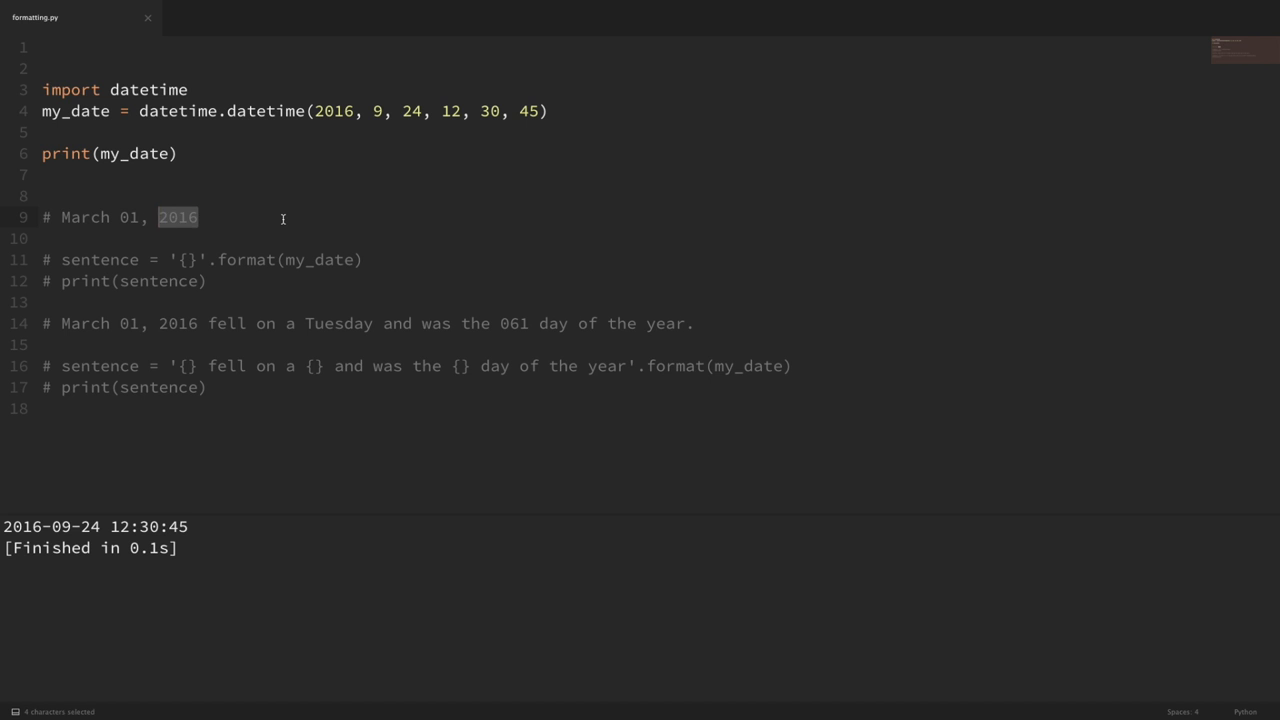 formatting.py
1
2
3 import datetime
4 my_date = datetime.datetime(2016, 9, 24, 12, 30, 45)
5
6 print(my_date)
7
8
9 # March 01, 2016
10
11 # sentence = '{}'.format(my_date)
12 # print(sentence)
13
14 # March 01, 2016 fell on a Tuesday and was the 061 day of the year.
15
16 # sentence = '{} fell on a {} and was the {} day of the year'.format(my_date)
17 # print(sentence)
18
2016-09-24 12:30:45
[Finished in 0.1s]
4 characters selected
Spaces: 4
Python